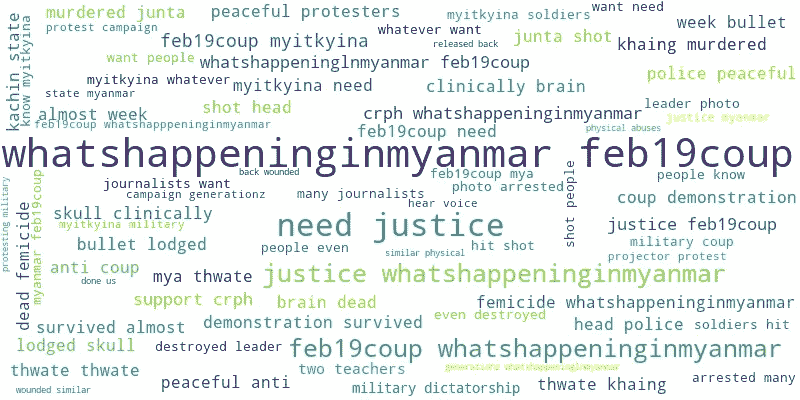 murdered junta
peaceful protesters
myitkyina soldiers
want need
protest campaign
whatever want
released back
junta shot
week bullet
kachin state
know myitkyina
want people
feb19coup myitkyina
khaing murdered
whatshappeninglnmyanmar feb19coup
myitkyina whatever
myitkyina need
clinically brain
police peaceful
state myanmar
almost week
shot head
crph whatshappeninginmyanmar
leader photo
justice myanmar
feb19coup whatshapppeninginmyanmar
feb19coup need
physical abuses
whatshappeninginmyanmar feb19coup
back wounded
feb19coup mya
people know
journalists want
photo arrested
campaign generationz
many journalists
hear voice
shot people
coup demonstration
protesting military
myanmar feb19coup
dead femicide
skull clinically
myitkyina military
need justice
justice feb19coup
bullet lodged
people even
similar physical
hit shot
military coup
projector protest
anti coup
done us
mya thwate
justice whatshappeninginmyanmar
support crph
brain dead
femicide whatshappeninginmyanmar
survived almost
demonstration survived
even destroyed
head police
soldiers hit
lodged skull
destroyed leader
feb19coup whatshappeninginmyanmar
thwate thwate
two teachers
wounded similar
peaceful anti
military dictatorship
thwate khaing
arrested many